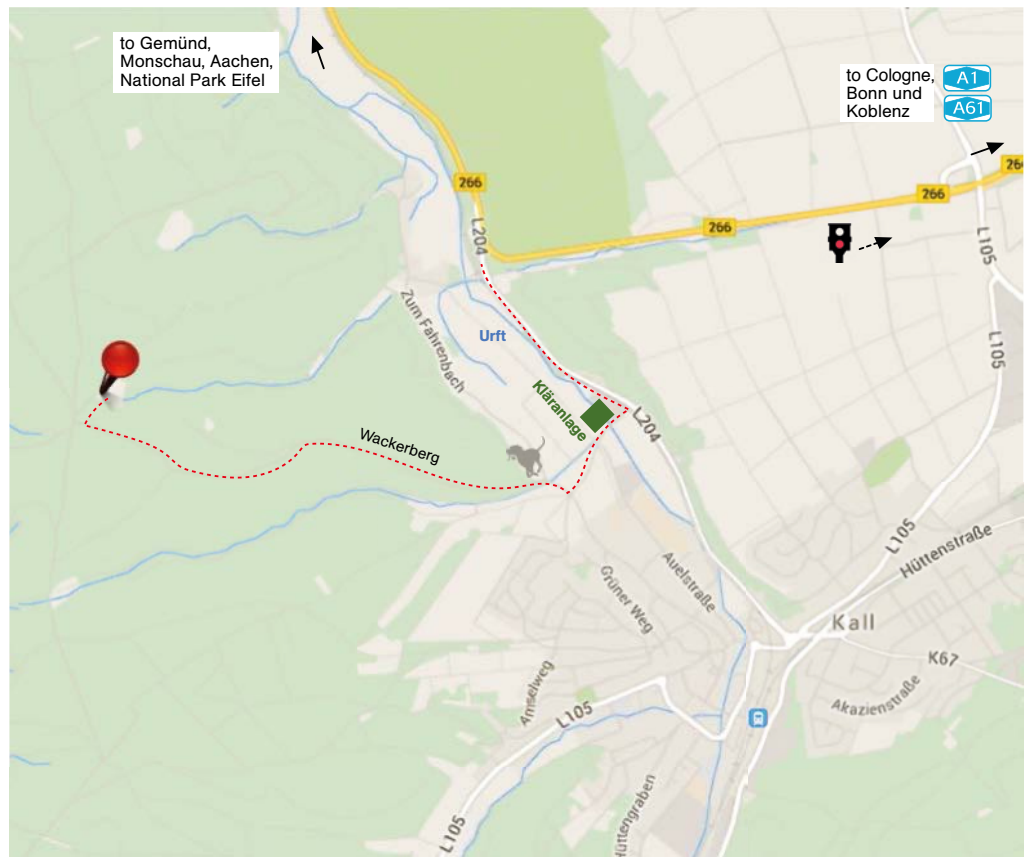 to Gemünd,
Monschau, Aachen,
National Park Eifel
to Cologne,
Bonn und
Koblenz
A1
A61
266
266
266
266
L204
L105
L105
Zum Fahrenbach
Urft
Kläranlage
L204
Wackerberg
L105
Hüttenstraße
Auelstraße
Grüner Weg
Kall
K67
Akazienstraße
Amselweg
L105
L105
Hüttengraben